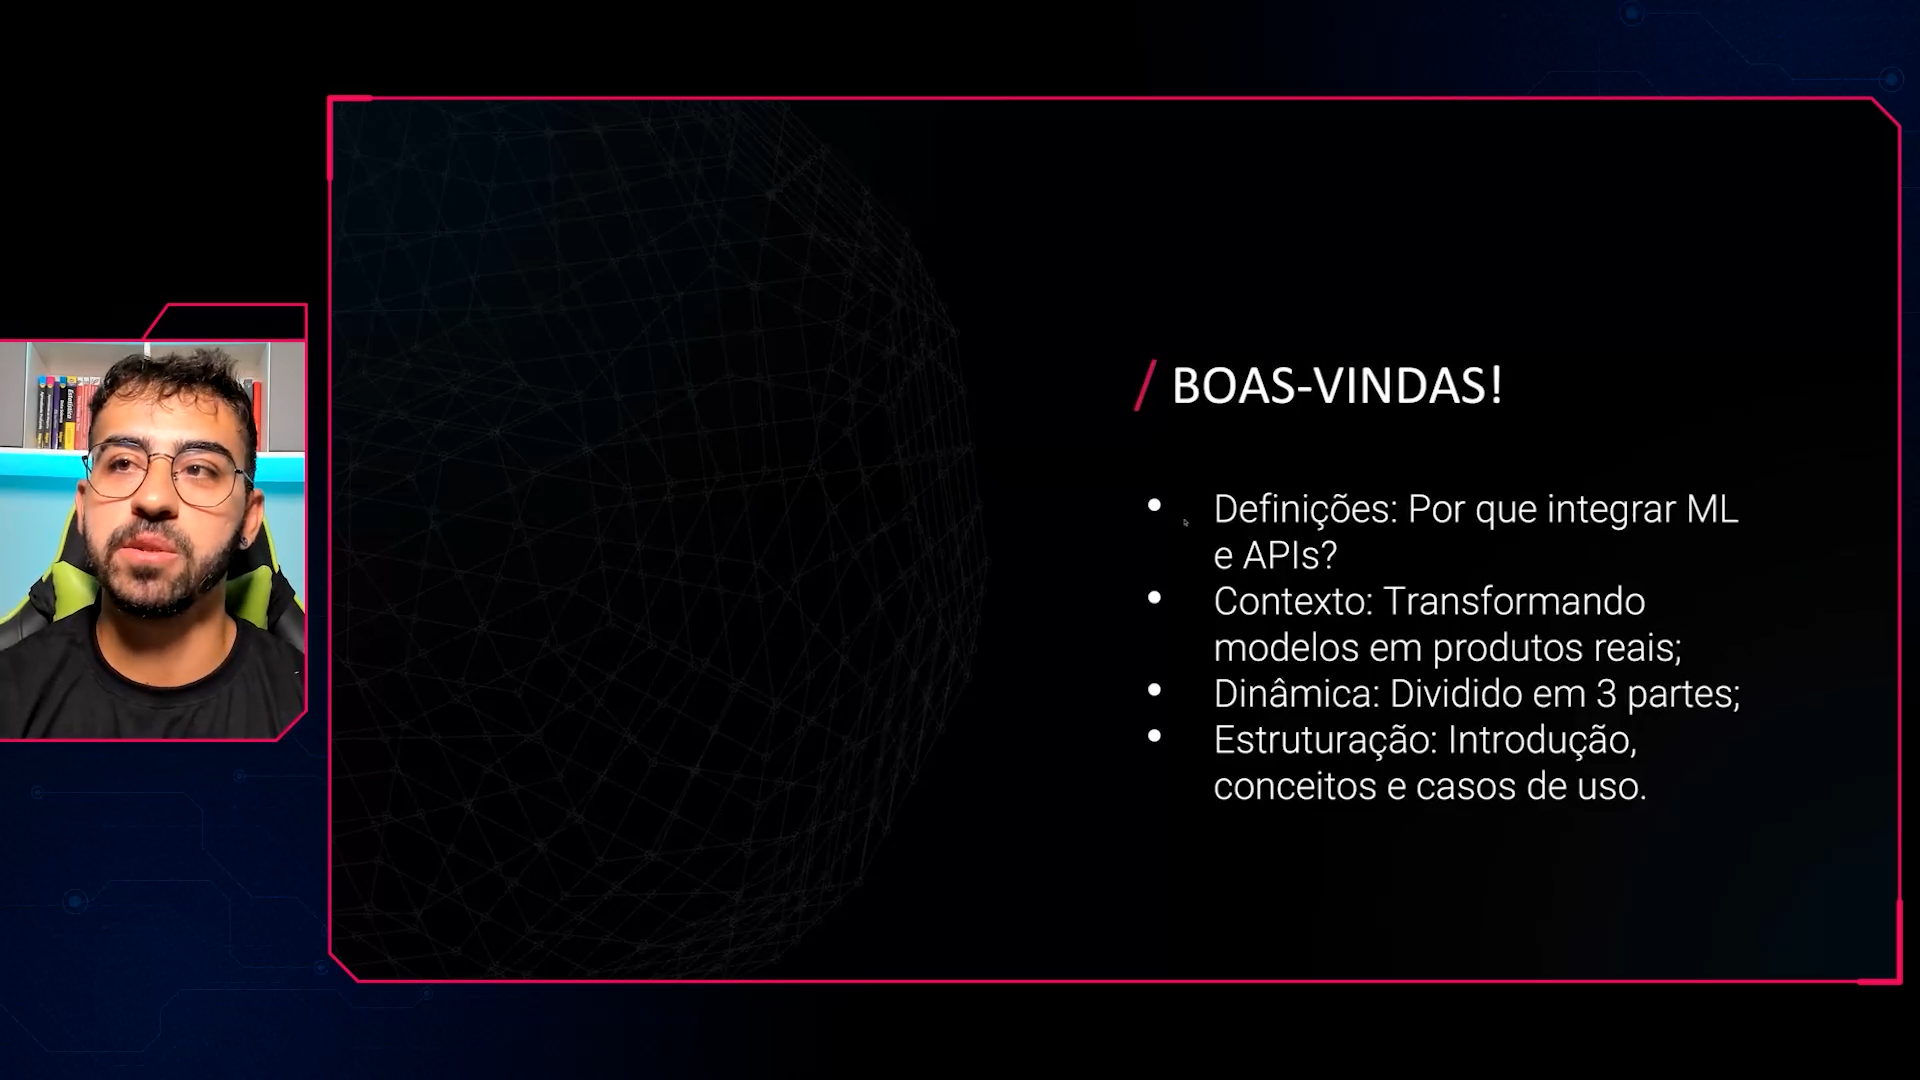 / BOAS-VINDAS!
• Definições: Por que integrar ML
e APIs?
• Contexto: Transformando
modelos em produtos reais;
• Dinâmica: Dividido em 3 partes;
• Estruturação: Introdução,
conceitos e casos de uso.
Estatística